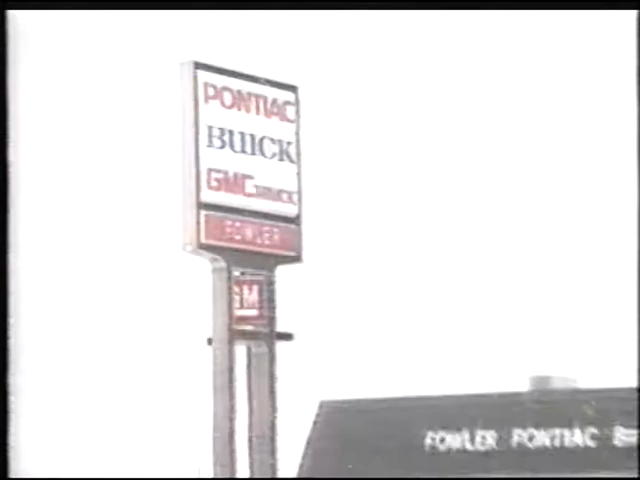 PONTIAC
BUICK
GMC TRUCK
FOWLER
GM
FOWLER PONTIAC